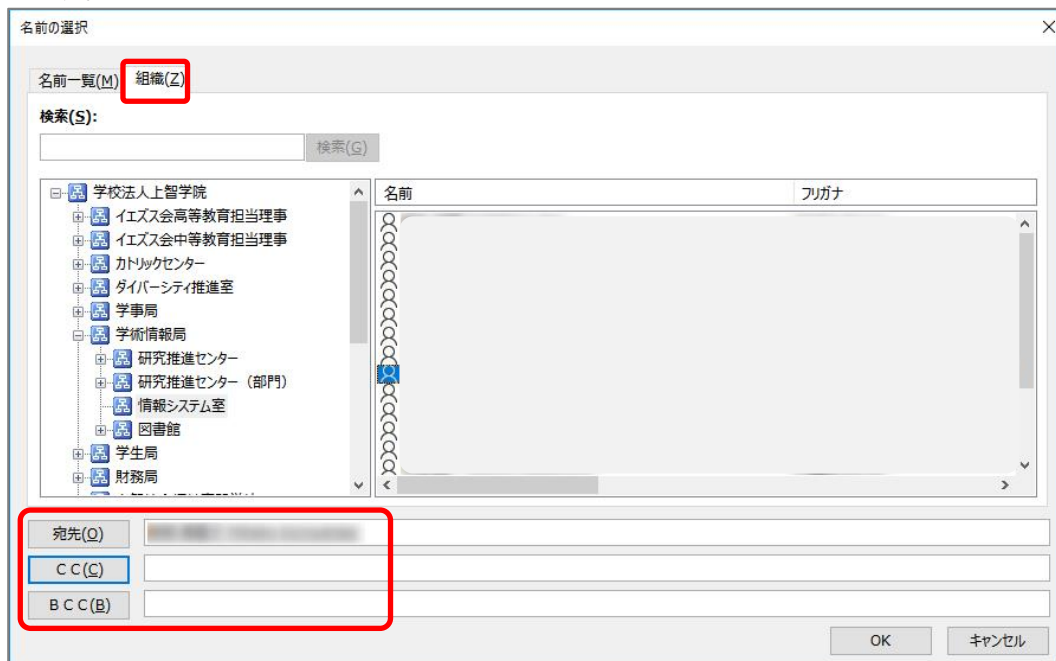 名前の選択
名前一覧(M) 組織(Z)
検索(S):
検索(G)
学校法人上智学院
イエズス会高等教育担当理事
イエズス会中等教育担当理事
カトリックセンター
ダイバーシティ推進室
学事局
学術情報局
研究推進センター
研究推進センター（部門）
情報システム室
図書館
学生局
財務局
名前 フリガナ
宛先(O)
ＣＣ(C)
ＢＣＣ(B)
OK キャンセル